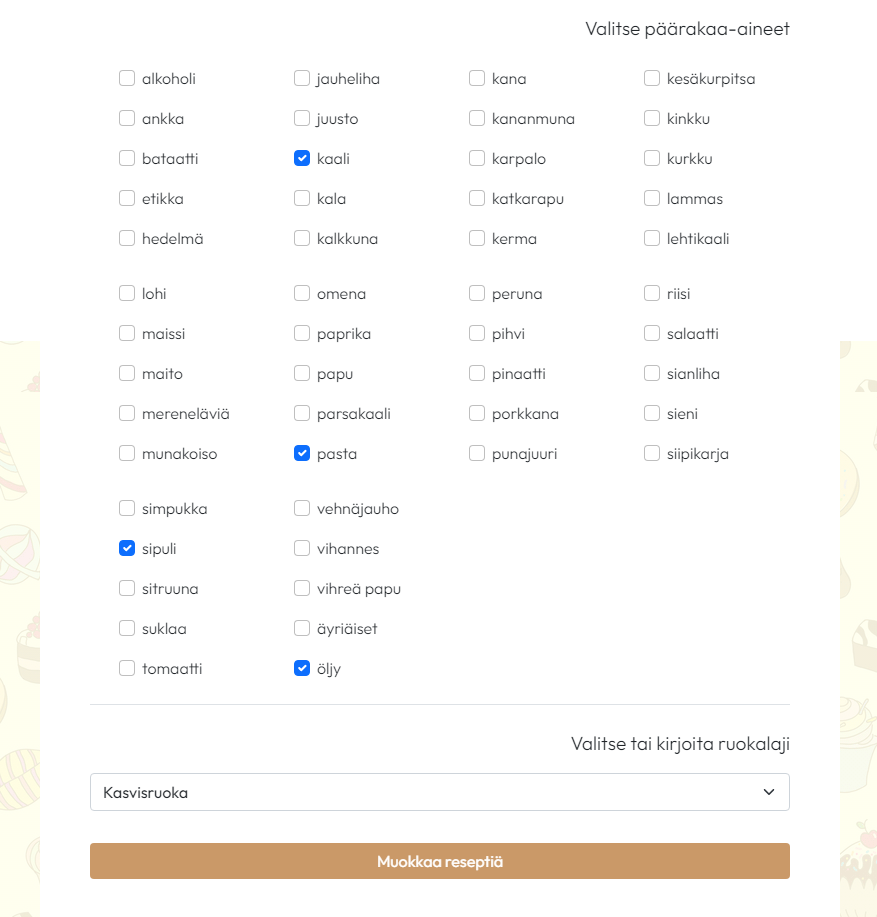 Valitse päärakaa-aineet
alkoholi jauheliha kana kesäkurpitsa
ankka juusto kananmuna kinkku
bataatti kaali karpalo kurkku
etikka kala katkarapu lammas
hedelmä kalkkuna kerma lehtikaali
lohi omena peruna riisi
maissi paprika pihvi salaatti
maito papu pinaatti sianliha
mereneläviä parsakaali porkkana sieni
munakoiso pasta punajuuri siipikarja
simpukka vehnäjauho
sipuli vihannes
sitruuna vihreä papu
suklaa äyriäiset
tomaatti öljy
Valitse tai kirjoita ruokalaji
Kasvisruoka
Muokkaa reseptiä